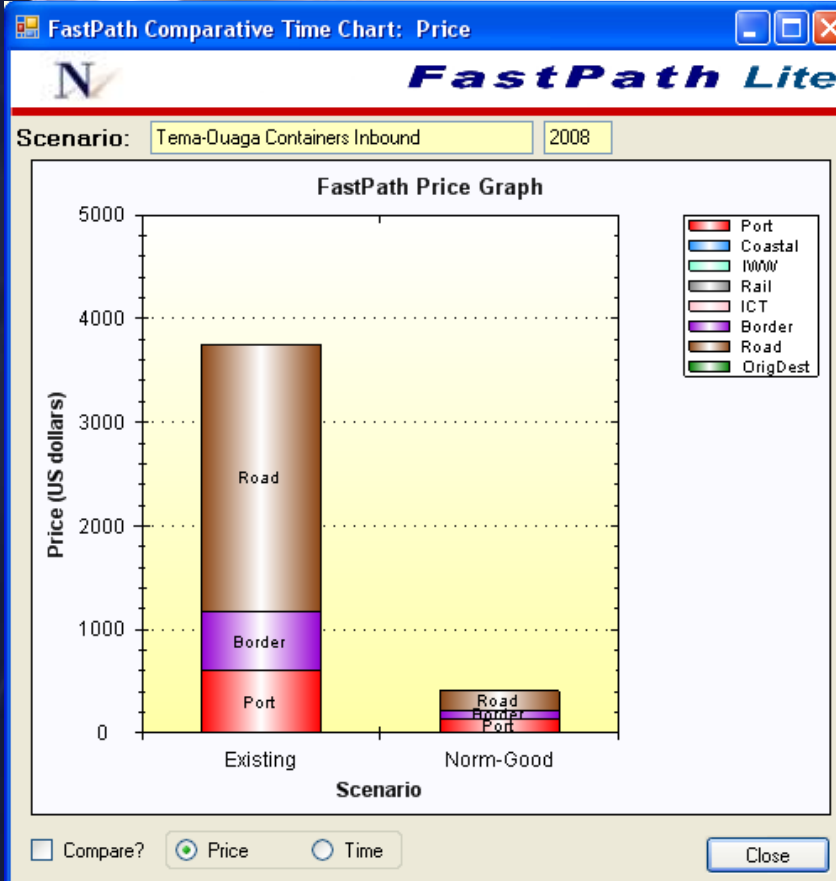 FastPath Comparative Time Chart: Price
N
FastPath Lite
Scenario: Tema-Ouaga Containers Inbound 2008
FastPath Price Graph
Price (US dollars)
5000
4000
3000
2000
1000
0
Road
Border
Port
Road
Border
Port
Existing
Norm-Good
Scenario
Port
Coastal
IWW
Rail
ICT
Border
Road
OrigDest
Compare?
Price
Time
Close